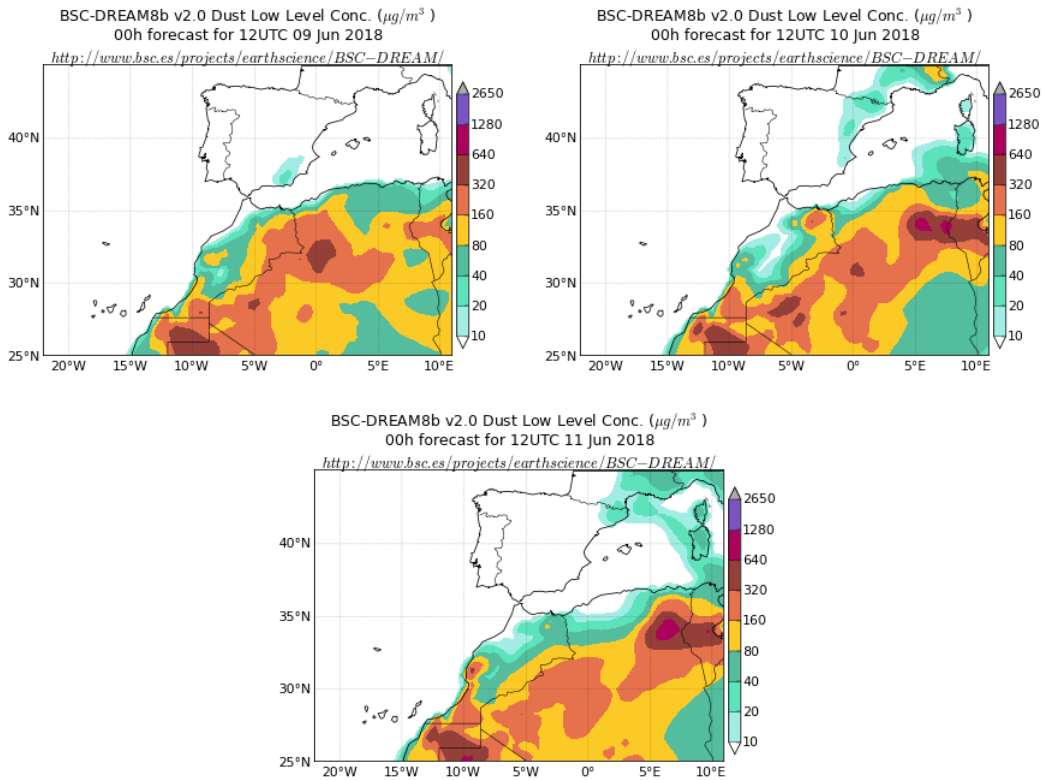 BSC-DREAM8b v2.0 Dust Low Level Conc. (μg/m³ )
00h forecast for 12UTC 09 Jun 2018
http://www.bsc.es/projects/earthscience/BSC−DREAM/
40°N
35°N
30°N
25°N
20°W
15°W
10°W
5°W
0°
5°E
10°E
2650
1280
640
320
160
80
40
20
10
BSC-DREAM8b v2.0 Dust Low Level Conc. (μg/m³ )
00h forecast for 12UTC 10 Jun 2018
http://www.bsc.es/projects/earthscience/BSC−DREAM/
40°N
35°N
30°N
25°N
20°W
15°W
10°W
5°W
0°
5°E
10°E
2650
1280
640
320
160
80
40
20
10
BSC-DREAM8b v2.0 Dust Low Level Conc. (μg/m³ )
00h forecast for 12UTC 11 Jun 2018
http://www.bsc.es/projects/earthscience/BSC−DREAM/
40°N
35°N
30°N
25°N
20°W
15°W
10°W
5°W
0°
5°E
10°E
2650
1280
640
320
160
80
40
20
10